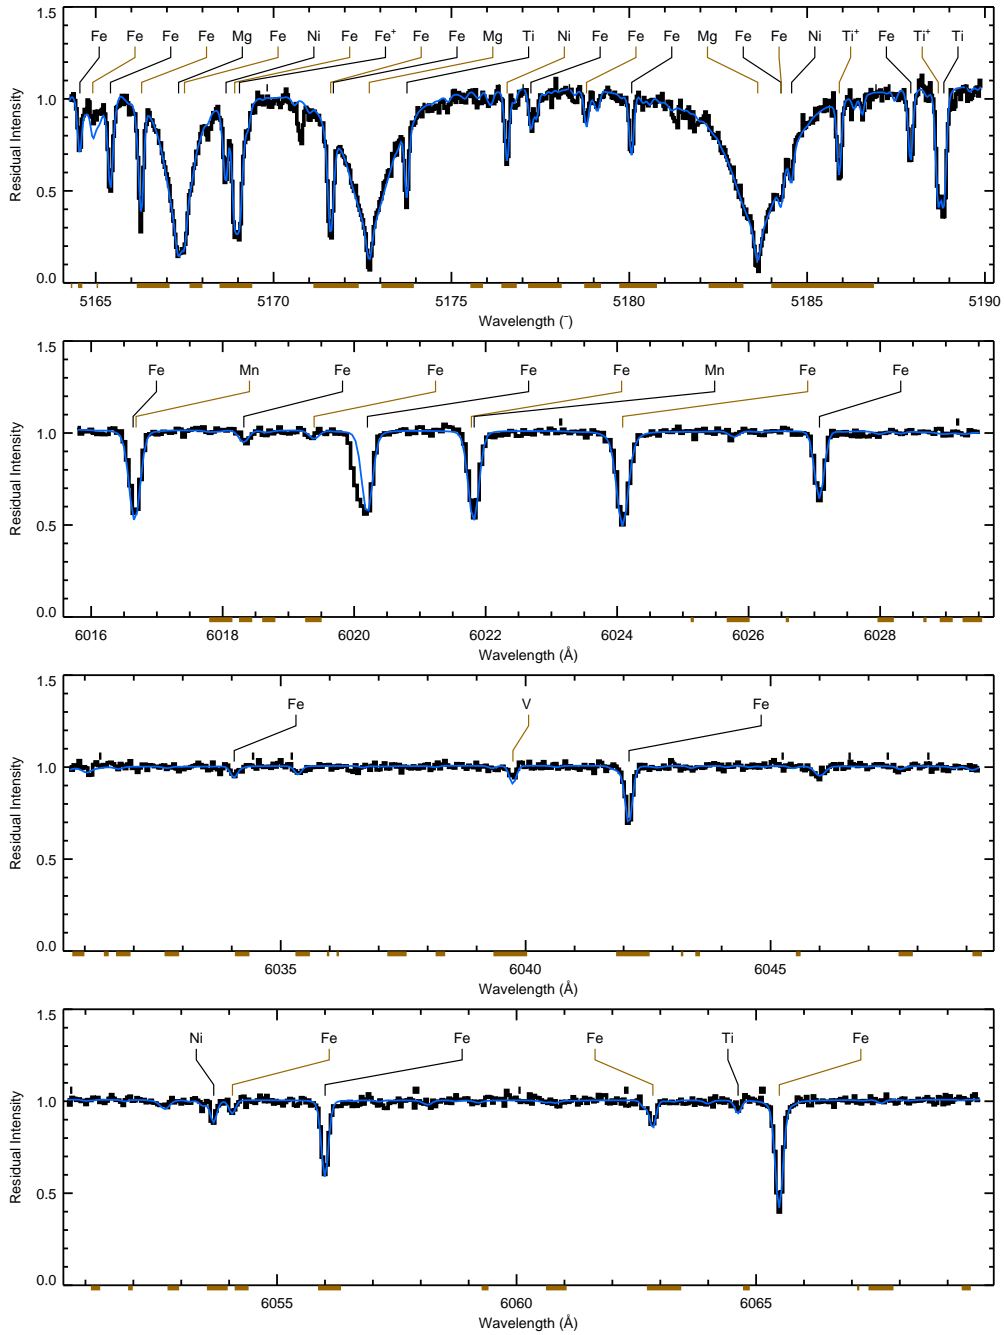 1.5
Fe Fe Fe Fe Mg Fe Ni Fe Fe+ Fe Fe Mg Ti Ni Fe Fe Fe Mg Fe Fe Ni Ti+ Fe Ti+ Ti
1.0
Residual Intensity
0.5
0.0
5165 5170 5175 5180 5185 5190
Wavelength (¯)
1.5
Fe Mn Fe Fe Fe Fe Mn Fe Fe
1.0
Residual Intensity
0.5
0.0
6016 6018 6020 6022 6024 6026 6028
Wavelength (Å)
1.5
Fe V Fe
1.0
Residual Intensity
0.5
0.0
6035 6040 6045
Wavelength (Å)
1.5
Ni Fe Fe Fe Ti Fe
1.0
Residual Intensity
0.5
0.0
6055 6060 6065
Wavelength (Å)